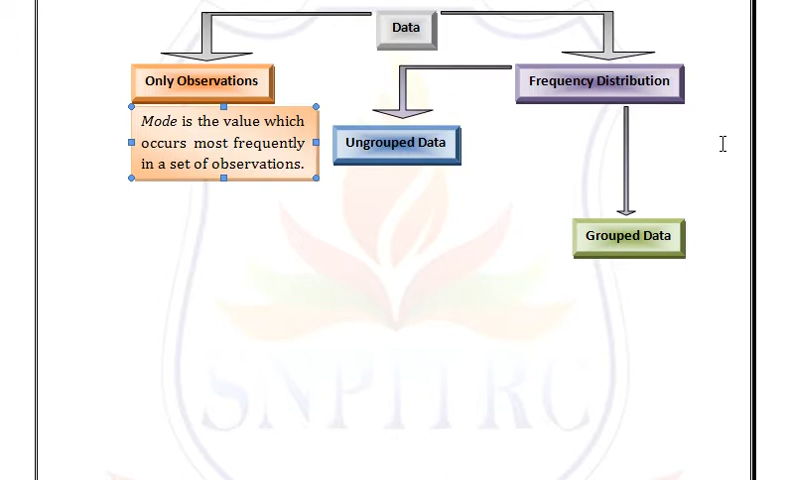 Data
Only Observations
Frequency Distribution
Mode is the value which
occurs most frequently
in a set of observations.
Ungrouped Data
Grouped Data
SNPITRC